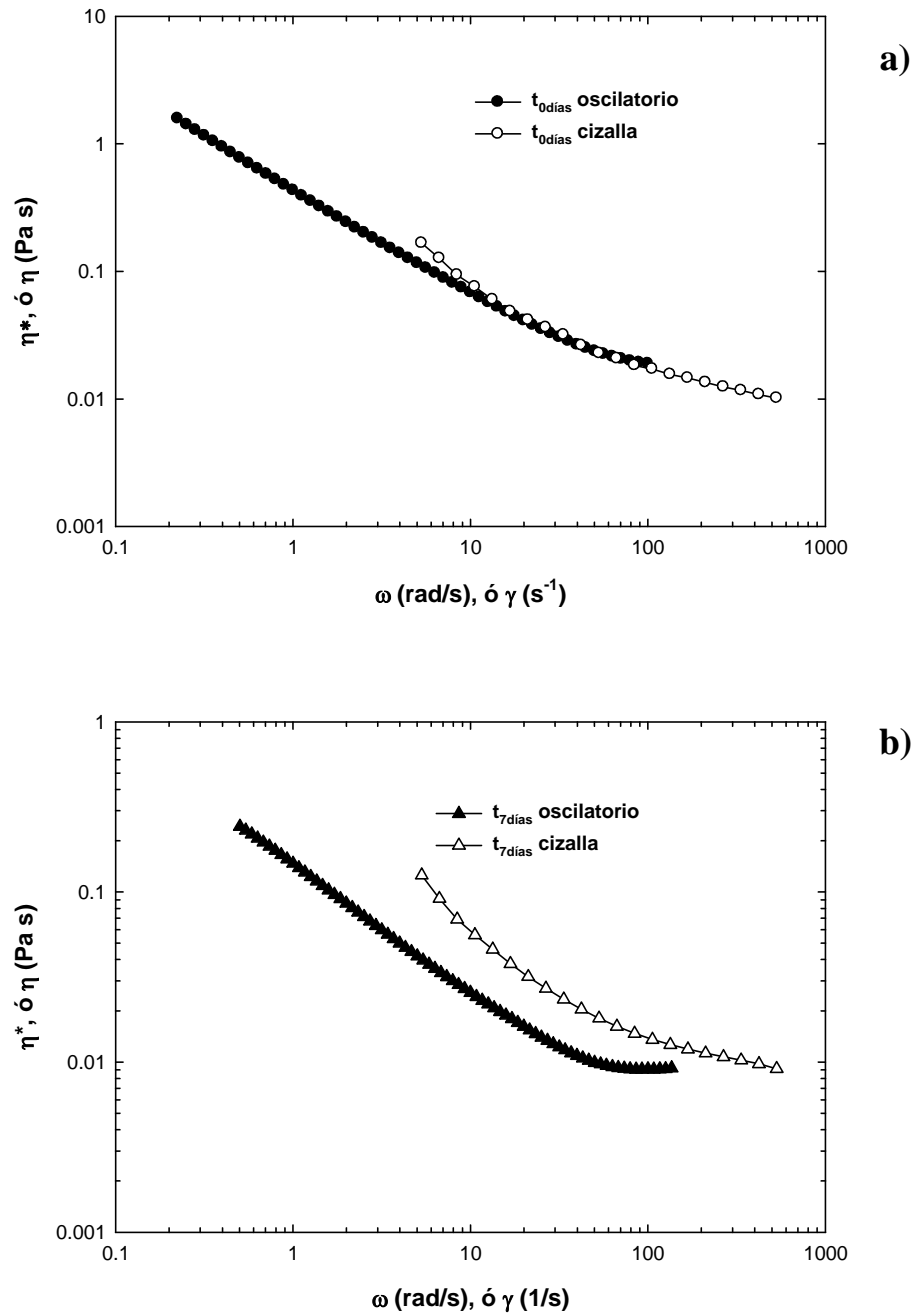 a)
10
1
0.1
0.01
0.001
η*, ó η (Pa s)
t0días oscilatorio
t0días cizalla
0.1 1 10 100 1000
ω (rad/s), ó γ (s-1)
b)
1
0.1
0.01
0.001
η*, ó η (Pa s)
t7días oscilatorio
t7días cizalla
0.1 1 10 100 1000
ω (rad/s), ó γ (1/s)